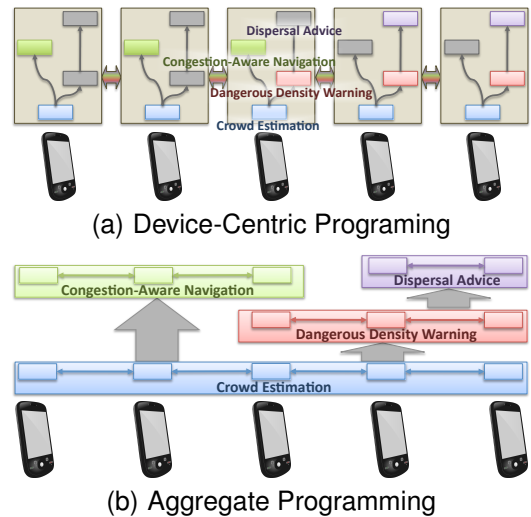 Dispersal Advice
Congestion-Aware Navigation
Dangerous Density Warning
Crowd Estimation
(a) Device-Centric Programing
Congestion-Aware Navigation
Dispersal Advice
Dangerous Density Warning
Crowd Estimation
(b) Aggregate Programming